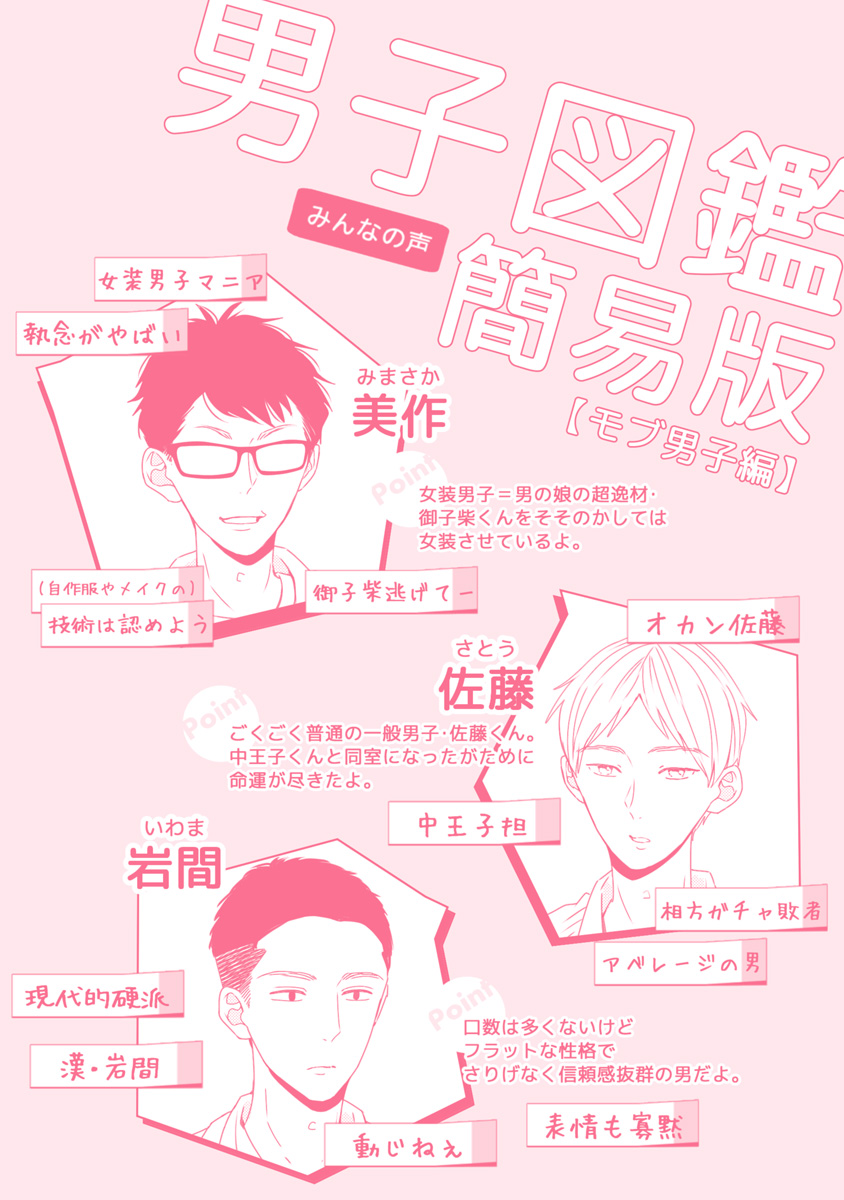 男子図鑑
簡易版
【モブ男子編】
みんなの声
女装男子マニア
執念がやばい
みまさか
美作
Point
女装男子=男の娘の超逸材・
御子柴くんをそそのかしては
女装させているよ。
(自作服やメイクの)
技術は認めよう
御子柴逃げてー
オカン佐藤
さとう
佐藤
Point
ごくごく普通の一般男子・佐藤くん。
中王子くんと同室になったがために
命運が尽きたよ。
中王子担
相方ガチャ敗者
アベレージの男
いわま
岩間
現代的硬派
漢・岩間
Point
口数は多くないけど
フラットな性格で
さりげなく信頼感抜群の男だよ。
動じねぇ
表情も寡黙